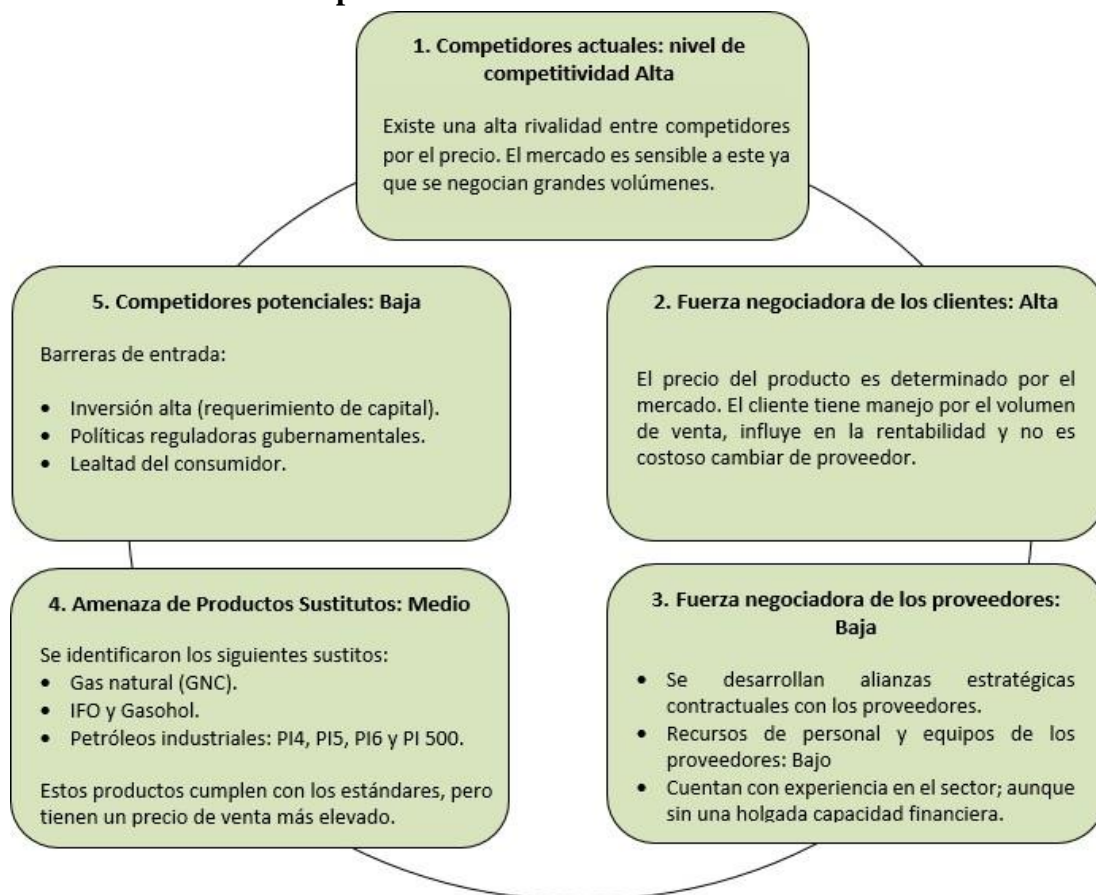 1. Competidores actuales: nivel de
competitividad Alta
Existe una alta rivalidad entre competidores
por el precio. El mercado es sensible a este ya
que se negocian grandes volúmenes.
5. Competidores potenciales: Baja
Barreras de entrada:
• Inversión alta (requerimiento de capital).
• Políticas reguladoras gubernamentales.
• Lealtad del consumidor.
2. Fuerza negociadora de los clientes: Alta
El precio del producto es determinado por el
mercado. El cliente tiene manejo por el volumen
de venta, influye en la rentabilidad y no es
costoso cambiar de proveedor.
4. Amenaza de Productos Sustitutos: Medio
Se identificaron los siguientes sustitos:
• Gas natural (GNC).
• IFO y Gasohol.
• Petróleos industriales: PI4, PI5, PI6 y PI 500.
Estos productos cumplen con los estándares, pero
tienen un precio de venta más elevado.
3. Fuerza negociadora de los proveedores:
Baja
• Se desarrollan alianzas estratégicas
contractuales con los proveedores.
• Recursos de personal y equipos de los
proveedores: Bajo
• Cuentan con experiencia en el sector; aunque
sin una holgada capacidad financiera.